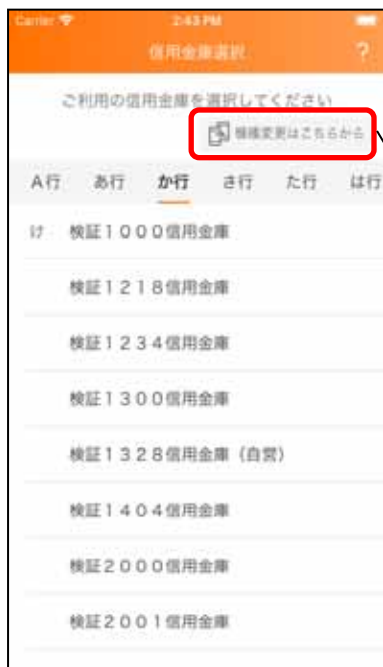 Carrier 2:43 PM
信用金庫選択 ?
ご利用の信用金庫を選択してください
機種変更はこちらから
A行 あ行 か行 さ行 た行 は行
け 検証1000信用金庫
検証1218信用金庫
検証1234信用金庫
検証1300信用金庫
検証1328信用金庫(自営)
検証1404信用金庫
検証2000信用金庫
検証2001信用金庫